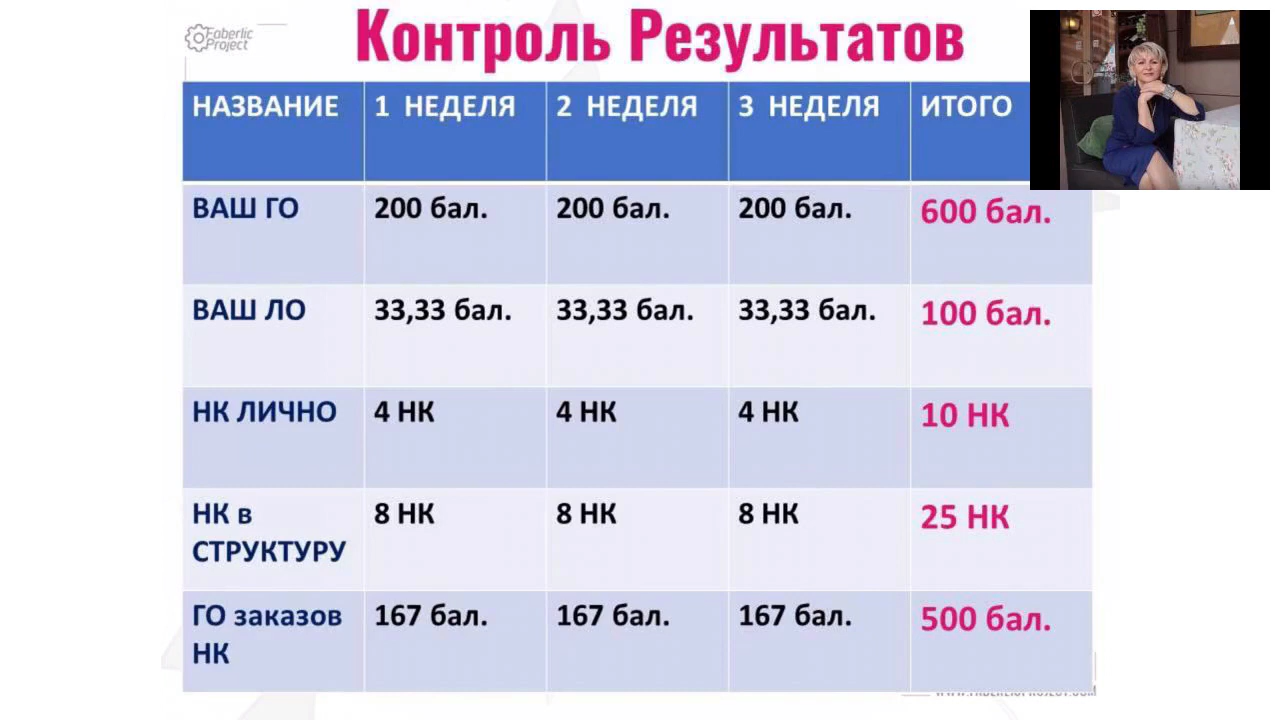 Faberlic
Project
Контроль Результатов
НАЗВАНИЕ 1 НЕДЕЛЯ 2 НЕДЕЛЯ 3 НЕДЕЛЯ ИТОГО
ВАШ ГО 200 бал. 200 бал. 200 бал. 600 бал.
ВАШ ЛО 33,33 бал. 33,33 бал. 33,33 бал. 100 бал.
НК ЛИЧНО 4 НК 4 НК 4 НК 10 НК
НК в 8 НК 8 НК 8 НК 25 НК
СТРУКТУРУ
ГО заказов 167 бал. 167 бал. 167 бал. 500 бал.
НК